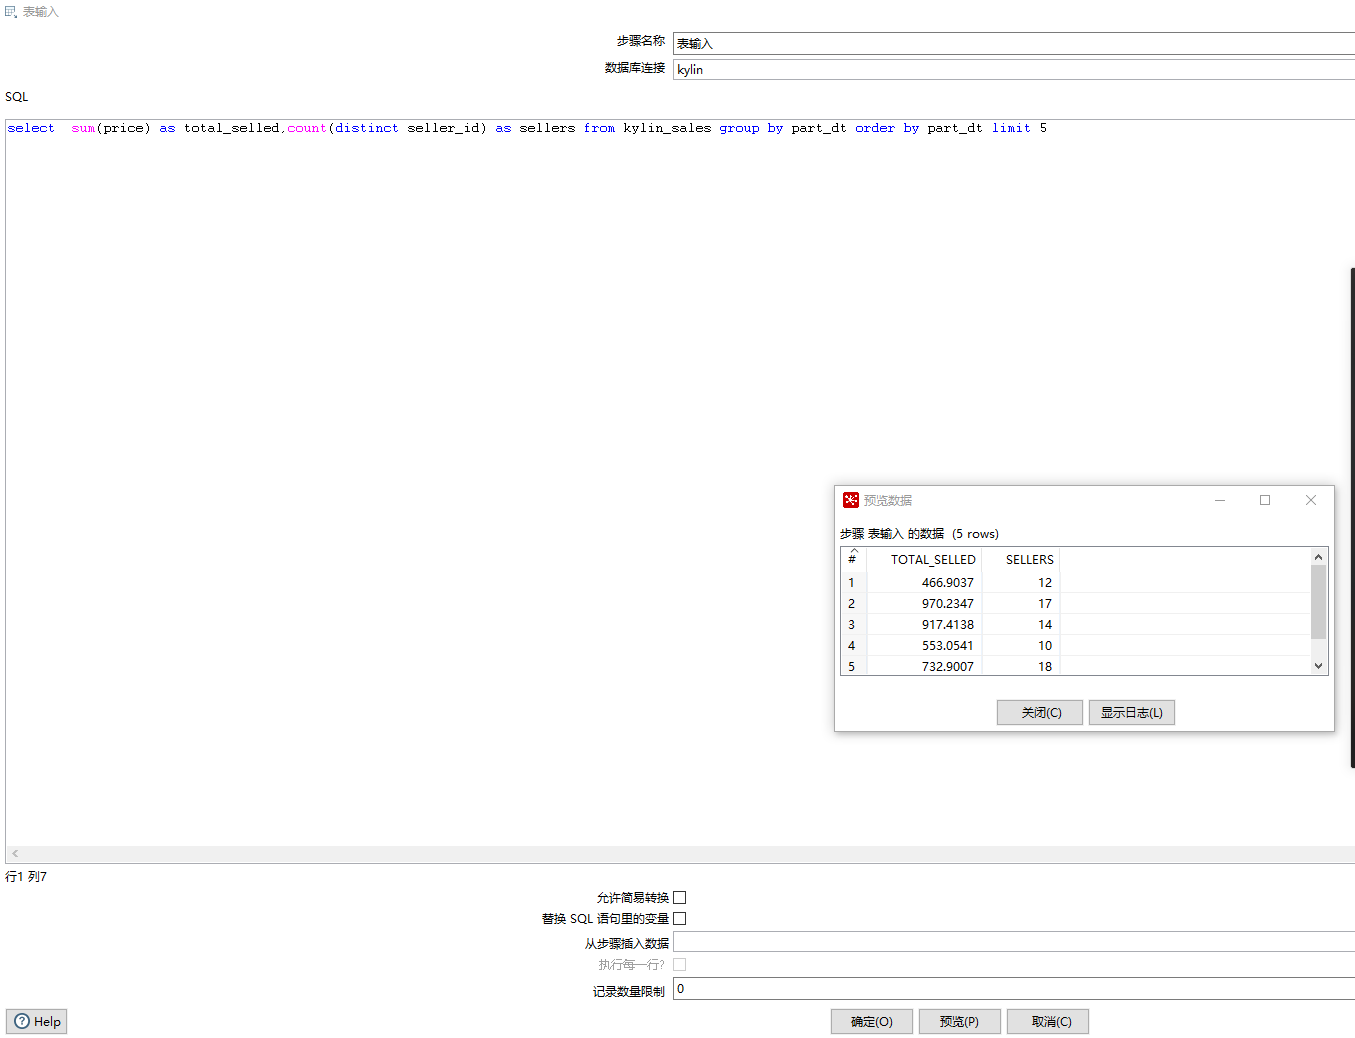 表输入
步骤名称 表输入
数据库连接 kylin
SQL
select  sum(price) as total_selled,count(distinct seller_id) as sellers from kylin_sales group by part_dt order by part_dt limit 5
预览数据
步骤 表输入 的数据 (5 rows)
# TOTAL_SELLED SELLERS
1 466.9037 12
2 970.2347 17
3 917.4138 14
4 553.0541 10
5 732.9007 18
关闭(C) 显示日志(L)
行1 列7
允许简易转换
替换 SQL 语句里的变量
从步骤插入数据
执行每一行?
记录数量限制 0
Help 确定(O) 预览(P) 取消(C)